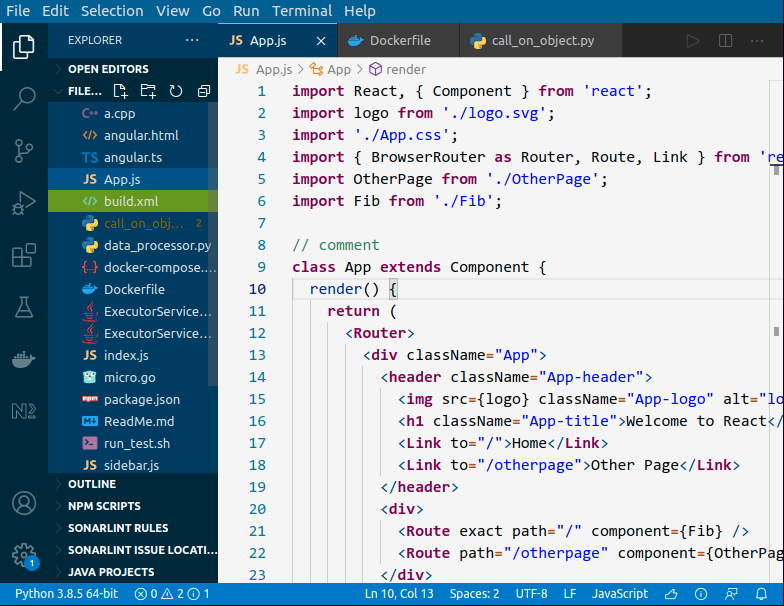 File Edit Selection View Go Run Terminal Help
EXPLORER ...
JS App.js Dockerfile call_on_object.py
OPEN EDITORS
FILE...
C++ a.cpp
angular.html
TS angular.ts
JS App.js
build.xml
call_on_obj... 2
data_processor.py
docker-compose....
Dockerfile
ExecutorService...
ExecutorService...
JS index.js
micro.go
npm package.json
ReadMe.md
run_test.sh
JS sidebar.js
OUTLINE
NPM SCRIPTS
SONARLINT RULES
SONARLINT ISSUE LOCATI...
JAVA PROJECTS
1
JS App.js > App > render
1 import React, { Component } from 'react';
2 import logo from './logo.svg';
3 import './App.css';
4 import { BrowserRouter as Router, Route, Link } from 're
5 import OtherPage from './OtherPage';
6 import Fib from './Fib';
7
8 // comment
9 class App extends Component {
10 render() {
11 return (
12 <Router>
13 <div className="App">
14 <header className="App-header">
15 <img src={logo} className="App-logo" alt="lo
16 <h1 className="App-title">Welcome to React</
17 <Link to="/">Home</Link>
18 <Link to="/otherpage">Other Page</Link>
19 </header>
20 <div>
21 <Route exact path="/" component={Fib} />
22 <Route path="/otherpage" component={OtherPag
23 </div>
Python 3.8.5 64-bit 0 2 1 Ln 10, Col 13 Spaces: 2 UTF-8 LF JavaScript